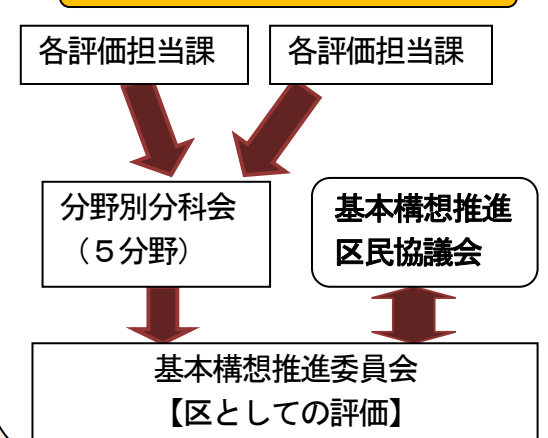 各評価担当課
各評価担当課
分野別分科会
（５分野）
基本構想推進
区民協議会
基本構想推進委員会
【区としての評価】